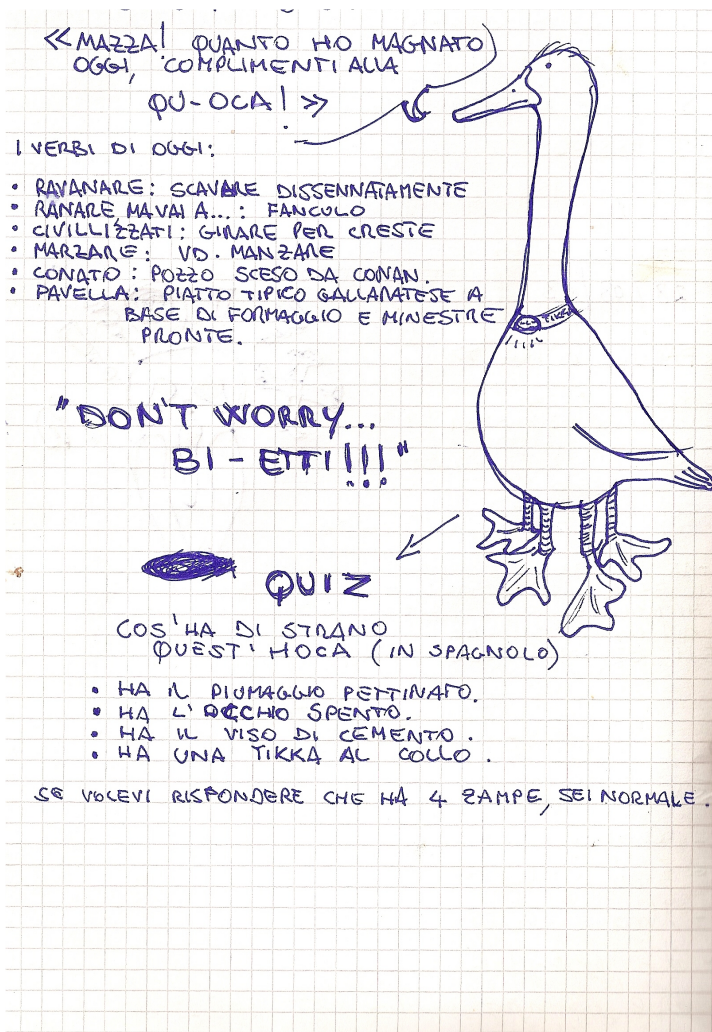 «MAZZA! QUANTO HO MAGNATO
OGGI, COMPLIMENTI ALLA
QU-OCA!»
I VERBI DI OGGI:
• RAVANARE: SCAVARE DISSENNATAMENTE
• RANARE, MAVAI A...: FANCULO
• CIVILLIZZATI: GIRARE PER CRESTE
• MARZARE: VD. MANZARE
• CONATO: POZZO SCESO DA CONAN.
• PAVELLA: PIATTO TIPICO GALLARATESE A
BASE DI FORMAGGIO E MINESTRE
PRONTE.
TIKKA
"DON'T WORRY...
BI-ETTI!!!"
QUIZ
COS'HA DI STRANO
QUEST'HOCA (IN SPAGNOLO)
• HA IL PIUMAGGIO PETTINATO.
• HA L'OCCHIO SPENTO.
• HA IL VISO DI CEMENTO.
• HA UNA TIKKA AL COLLO.
SE VOLEVI RISPONDERE CHE HA 4 ZAMPE, SEI NORMALE.